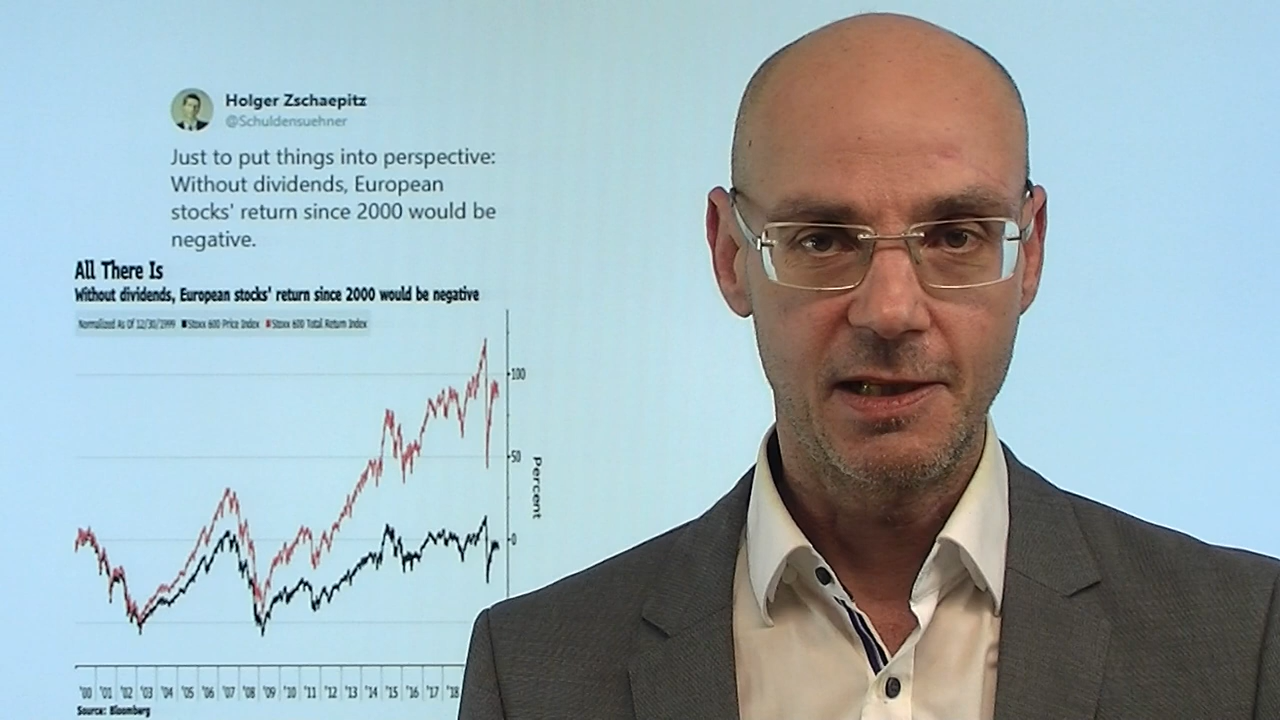 Holger Zschaepitz
@Schuldensuehner
Just to put things into perspective:
Without dividends, European
stocks' return since 2000 would be
negative.
All There Is
Without dividends, European stocks' return since 2000 would be negative
Normalized As Of 12/30/1999 Stoxx 600 Price Index Stoxx 600 Total Return Index
100
50
Percent
0
'00 '01 '02 '03 '04 '05 '06 '07 '08 '09 '10 '11 '12 '13 '14 '15 '16 '17 '18
Source: Bloomberg